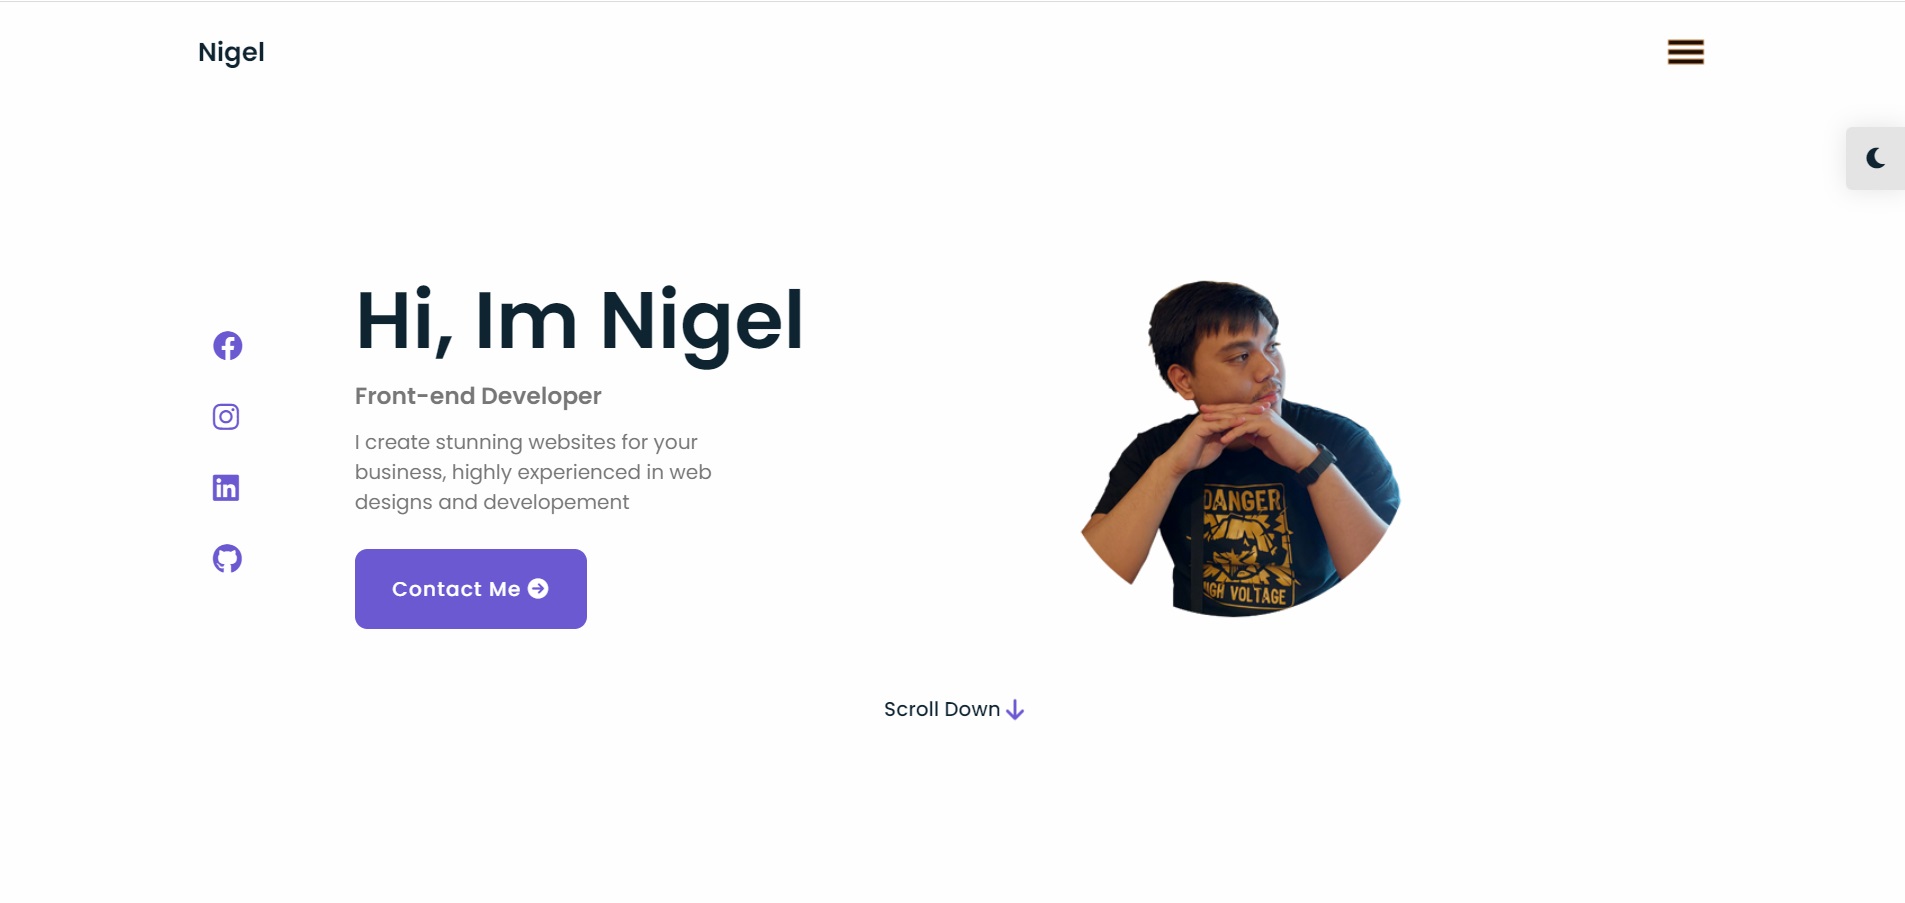 Nigel
Hi, Im Nigel
Front-end Developer
I create stunning websites for your
business, highly experienced in web
designs and developement
Contact Me
DANGER
HIGH VOLTAGE
Scroll Down